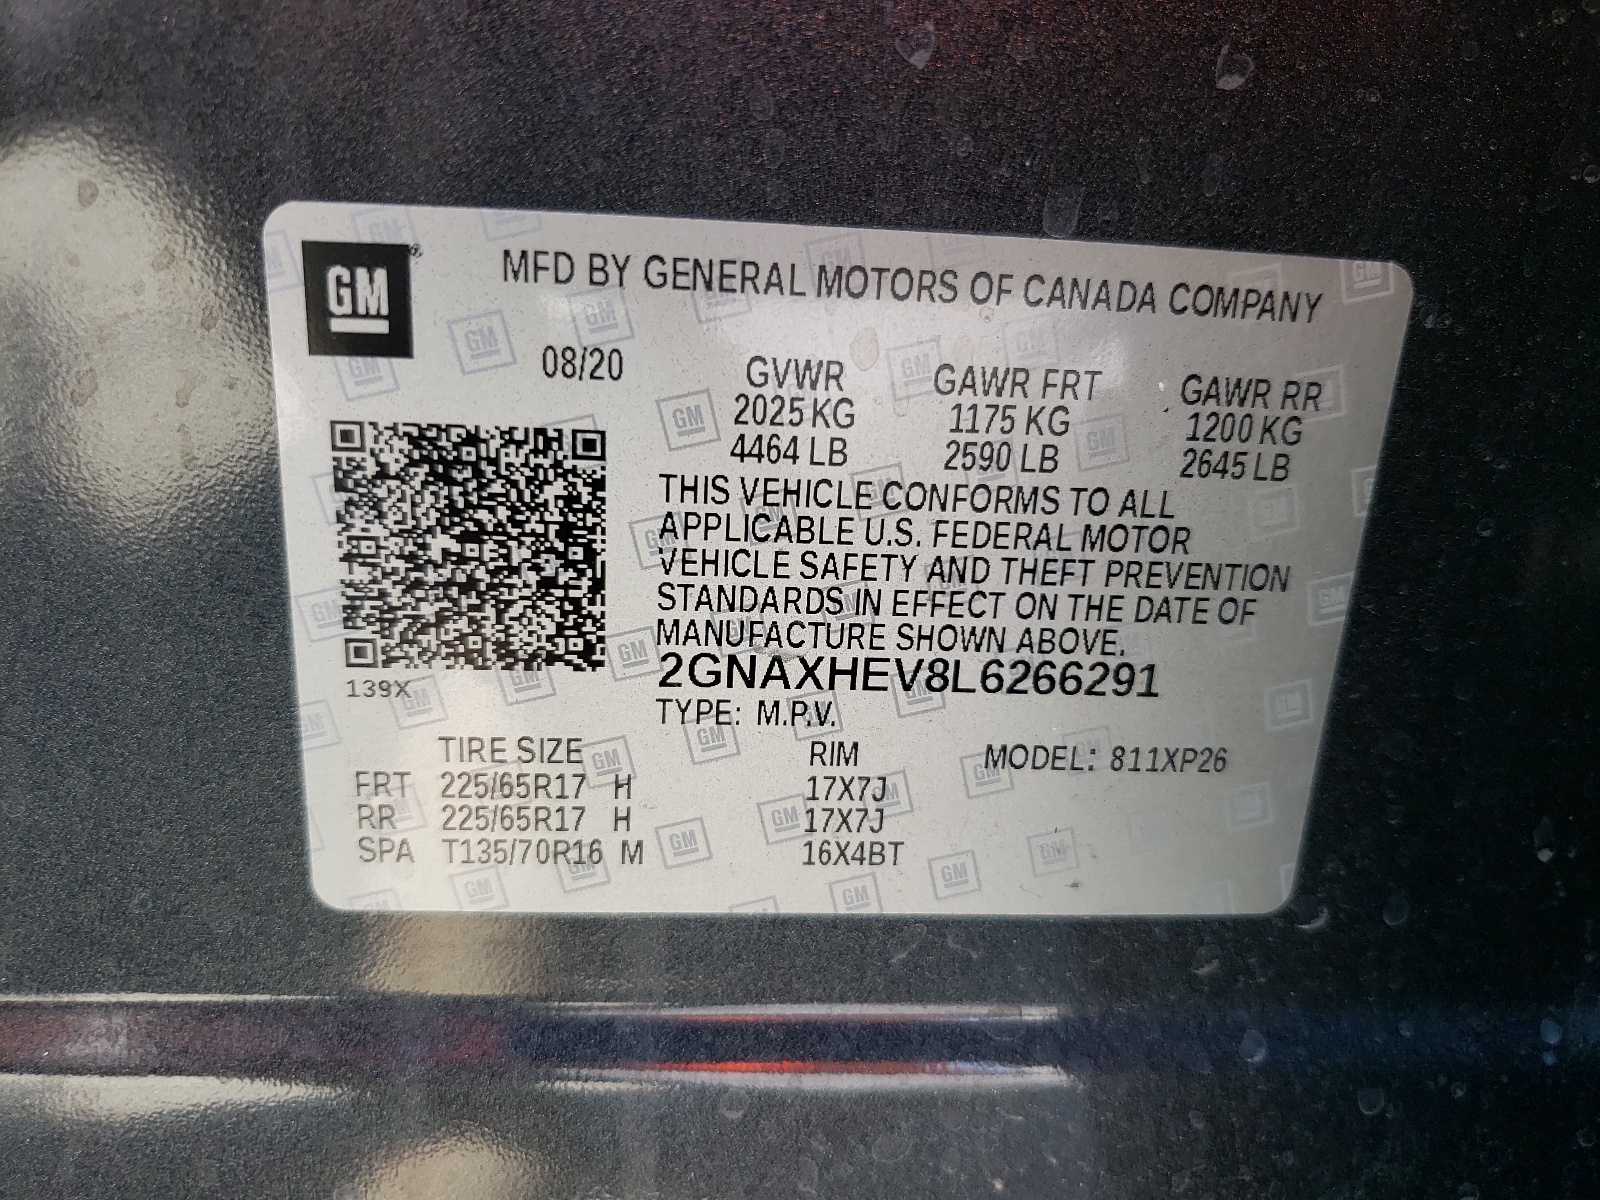 GM
MFD BY GENERAL MOTORS OF CANADA COMPANY
08/20
GVWR GAWR FRT GAWR RR
2025 KG 1175 KG 1200 KG
4464 LB 2590 LB 2645 LB
THIS VEHICLE CONFORMS TO ALL
APPLICABLE U.S. FEDERAL MOTOR
VEHICLE SAFETY AND THEFT PREVENTION
STANDARDS IN EFFECT ON THE DATE OF
MANUFACTURE SHOWN ABOVE.
139X
2GNAXHEV8L6266291
TYPE: M.P.V.
TIRE SIZE RIM MODEL: 811XP26
FRT 225/65R17 H 17X7J
RR 225/65R17 H 17X7J
SPA T135/70R16 M 16X4BT